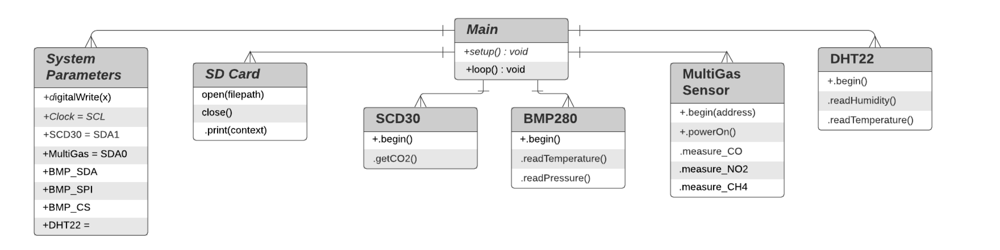 Main
+setup() : void
+loop() : void
System
Parameters
+digitalWrite(x)
+Clock = SCL
+SCD30 = SDA1
+MultiGas = SDA0
+BMP_SDA
+BMP_SPI
+BMP_CS
+DHT22 =
SD Card
open(filepath)
close()
.print(context)
SCD30
+.begin()
.getCO2()
BMP280
+.begin()
.readTemperature()
.readPressure()
MultiGas
Sensor
+.begin(address)
+.powerOn()
.measure_CO
.measure_NO2
.measure_CH4
DHT22
+.begin()
.readHumidity()
.readTemperature()